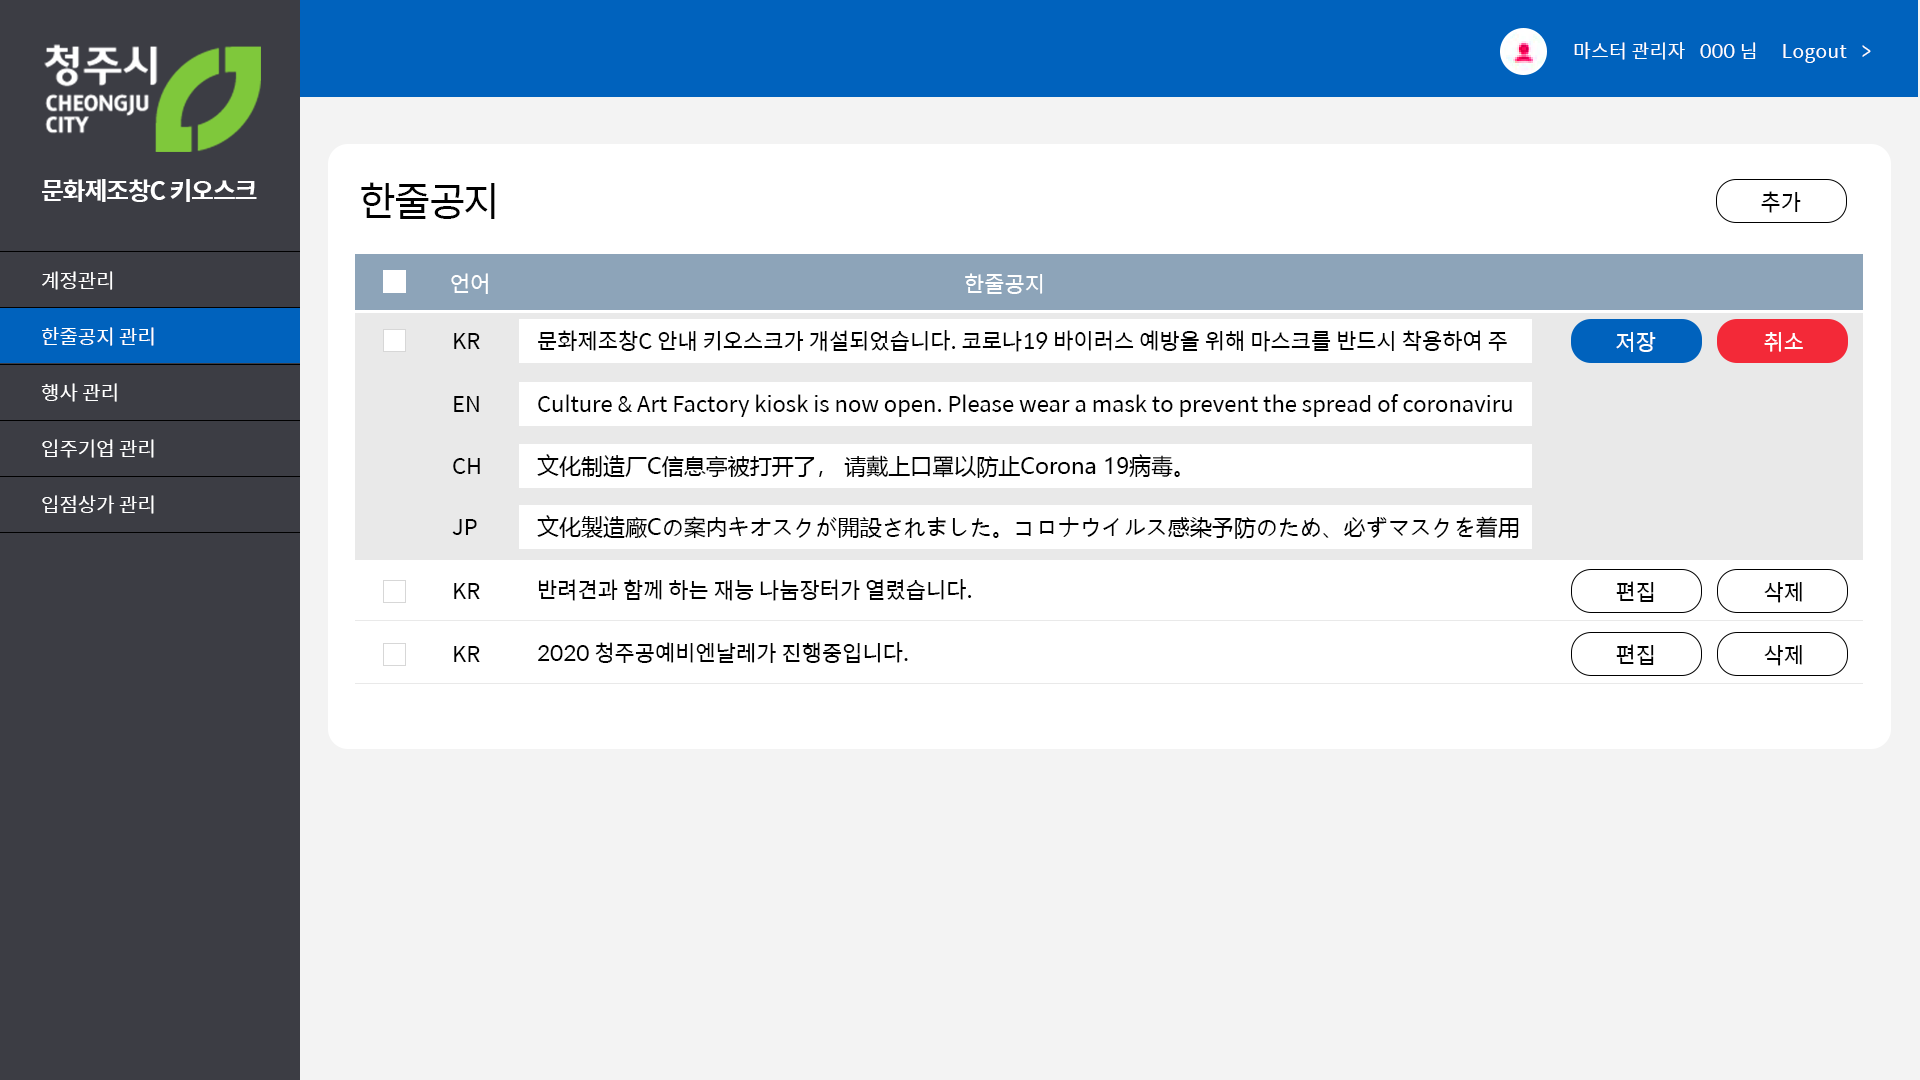 청주시
CHEONGJU
CITY
문화제조창C 키오스크
계정관리
한줄공지 관리
행사 관리
입주기업 관리
입점상가 관리
마스터 관리자 000 님 Logout >
한줄공지
추가
언어 한줄공지
KR 문화제조창C 안내 키오스크가 개설되었습니다. 코로나19 바이러스 예방을 위해 마스크를 반드시 착용하여 주 저장 취소
EN Culture & Art Factory kiosk is now open. Please wear a mask to prevent the spread of coronaviru
CH 文化制造厂C信息亭被打开了， 请戴上口罩以防止Corona 19病毒。
JP 文化製造廠Cの案内キオスクが開設されました。コロナウイルス感染予防のため、必ずマスクを着用
KR 반려견과 함께 하는 재능 나눔장터가 열렸습니다. 편집 삭제
KR 2020 청주공예비엔날레가 진행중입니다. 편집 삭제